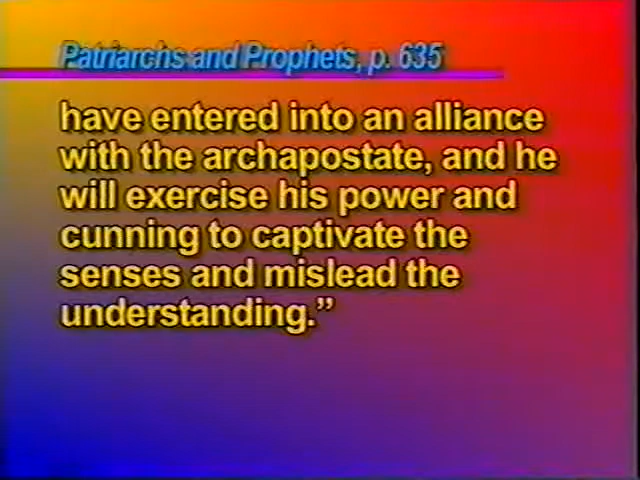 Patriarchs and Prophets, p. 635
have entered into an alliance
with the archapostate, and he
will exercise his power and
cunning to captivate the
senses and mislead the
understanding.”